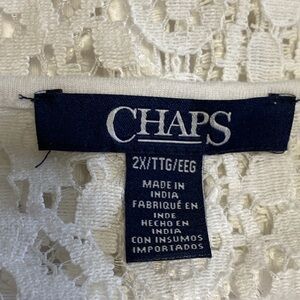 CHAPS
2X/TTG/EEG
MADE IN
INDIA
FABRIQUÉ EN
INDE
HECHO EN
INDIA
CON INSUMOS
IMPORTADOS